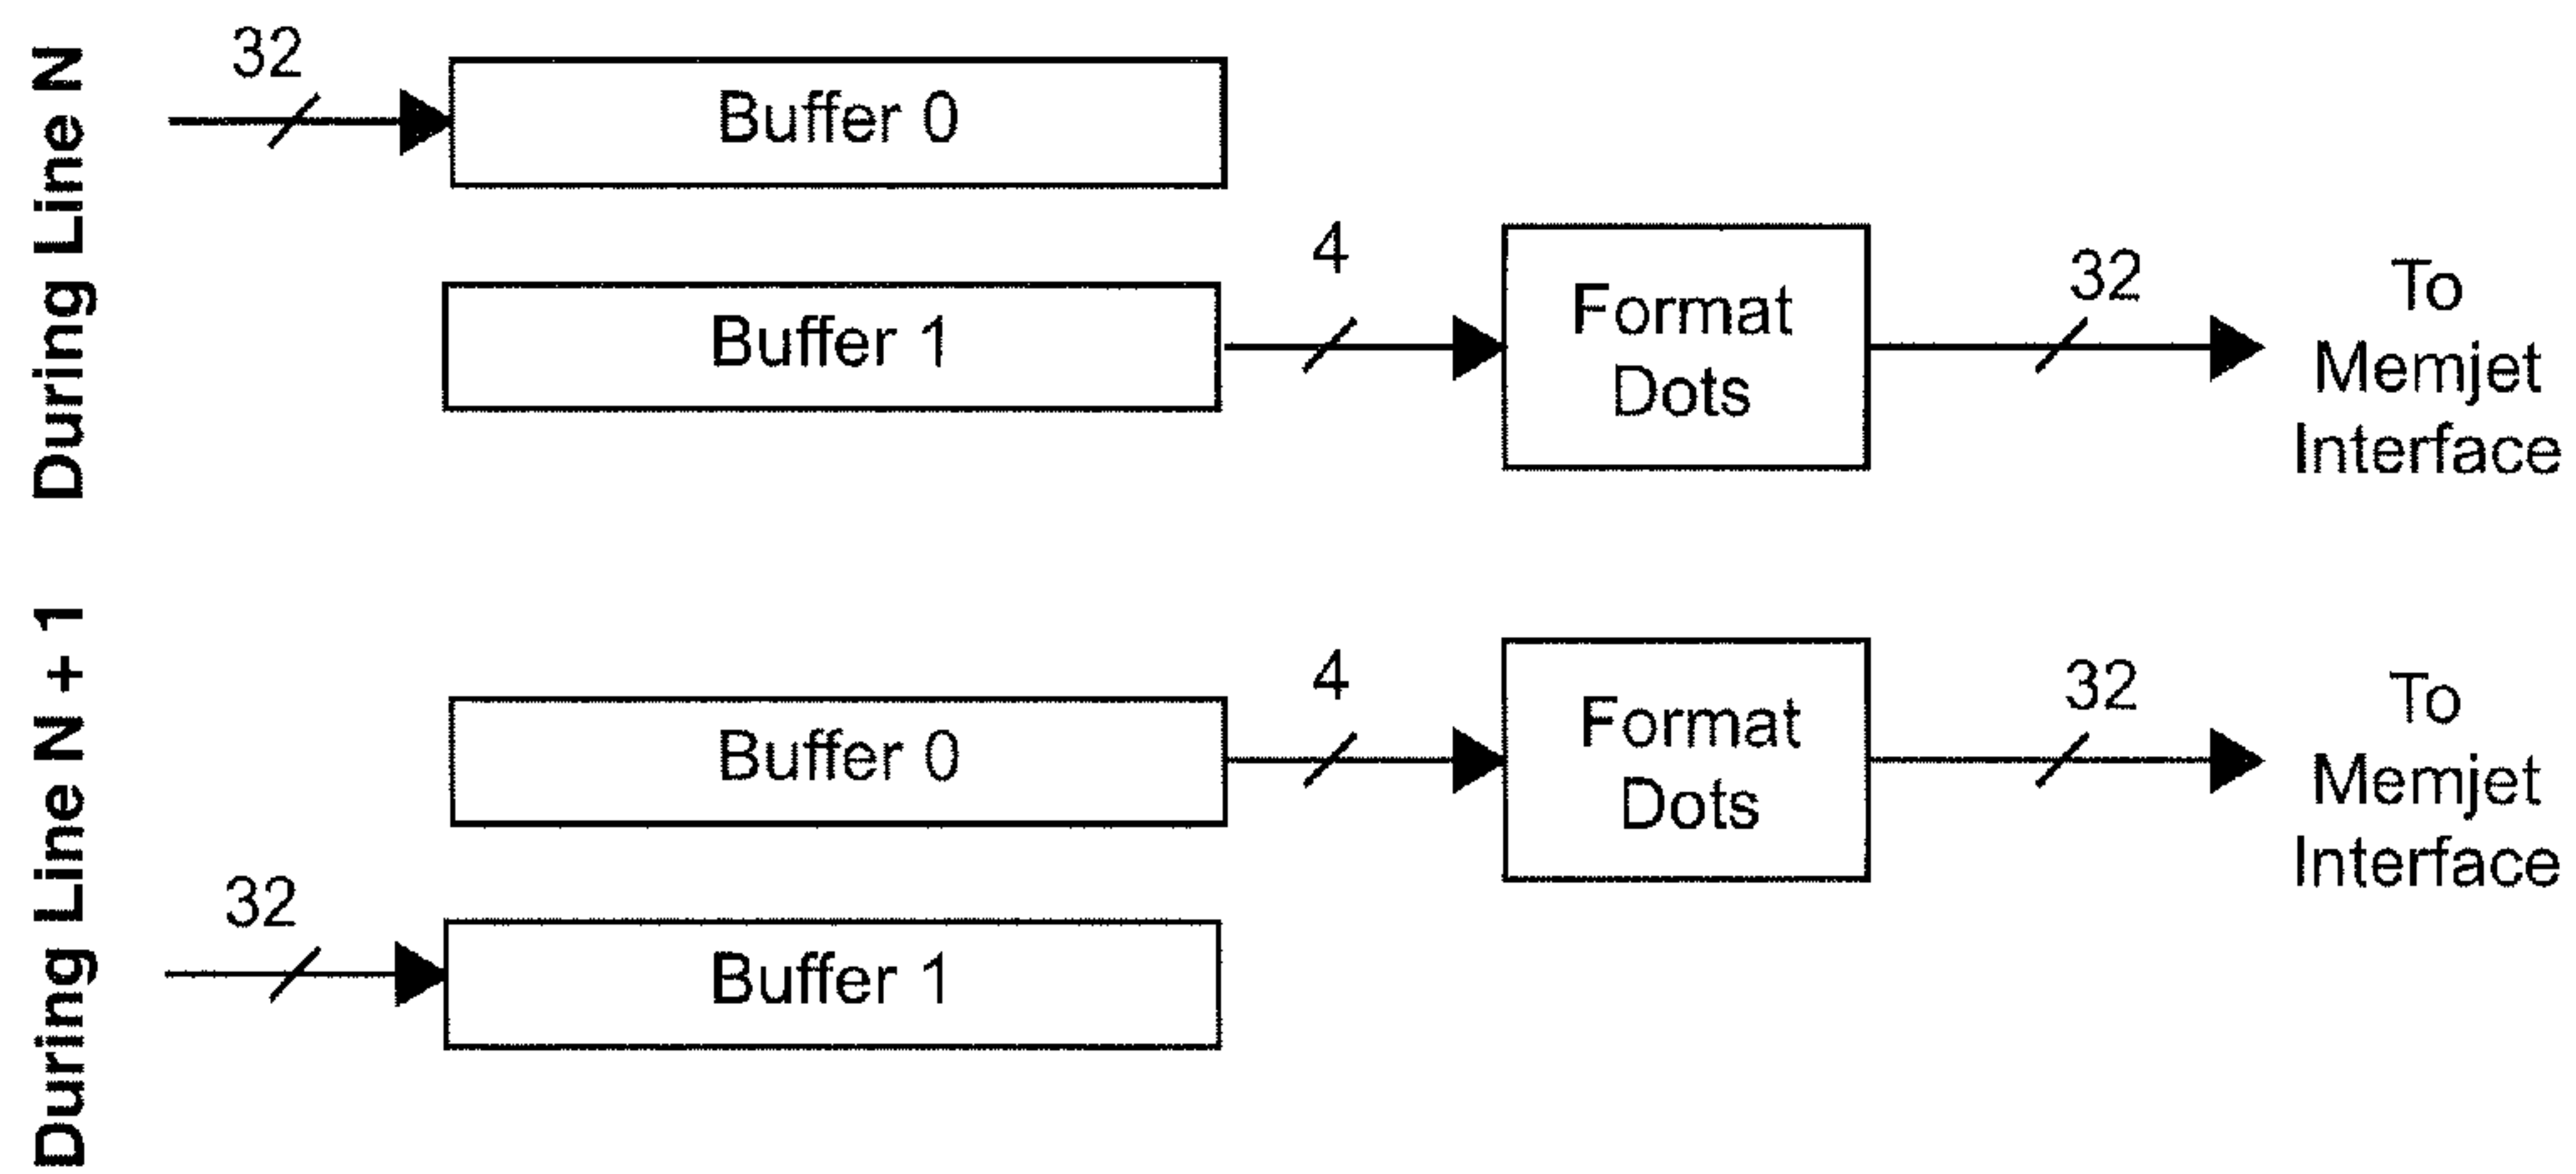 During Line N
32
Buffer 0
Buffer 1
4
Format
Dots
32
To
Memjet
Interface
During Line N + 1
Buffer 0
4
Format
Dots
32
To
Memjet
Interface
32
Buffer 1